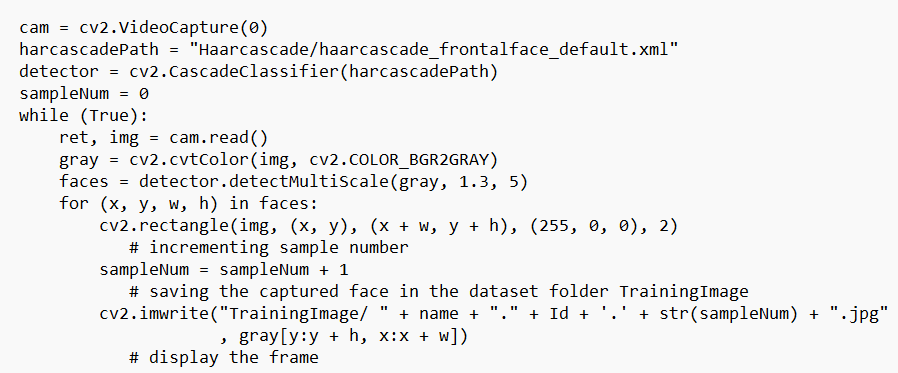 cam = cv2.VideoCapture(0)
harcascadePath = "Haarcascade/haarcascade_frontalface_default.xml"
detector = cv2.CascadeClassifier(harcascadePath)
sampleNum = 0
while (True):
    ret, img = cam.read()
    gray = cv2.cvtColor(img, cv2.COLOR_BGR2GRAY)
    faces = detector.detectMultiScale(gray, 1.3, 5)
    for (x, y, w, h) in faces:
        cv2.rectangle(img, (x, y), (x + w, y + h), (255, 0, 0), 2)
           # incrementing sample number
        sampleNum = sampleNum + 1
           # saving the captured face in the dataset folder TrainingImage
        cv2.imwrite("TrainingImage/ " + name + "." + Id + '.' + str(sampleNum) + ".jpg"
                    , gray[y:y + h, x:x + w])
           # display the frame